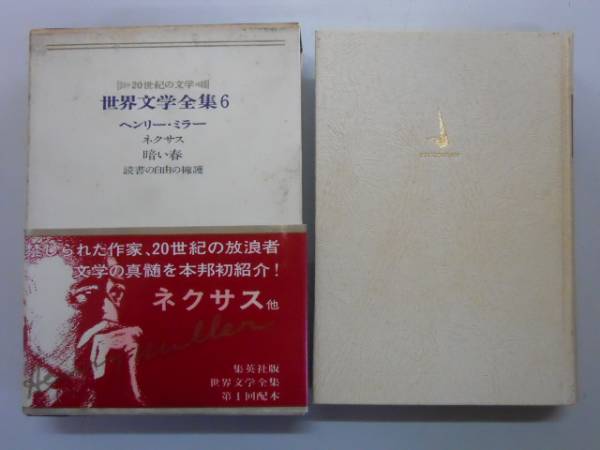 20世紀の文学
世界文学全集6
ヘンリー・ミラー
ネクサス
暗い春
読書の自由の擁護
禁じられた作家、20世紀の放浪者
文学の真髄を本邦初紹介!
ネクサス他
集英社版
世界文学全集
第1回配本